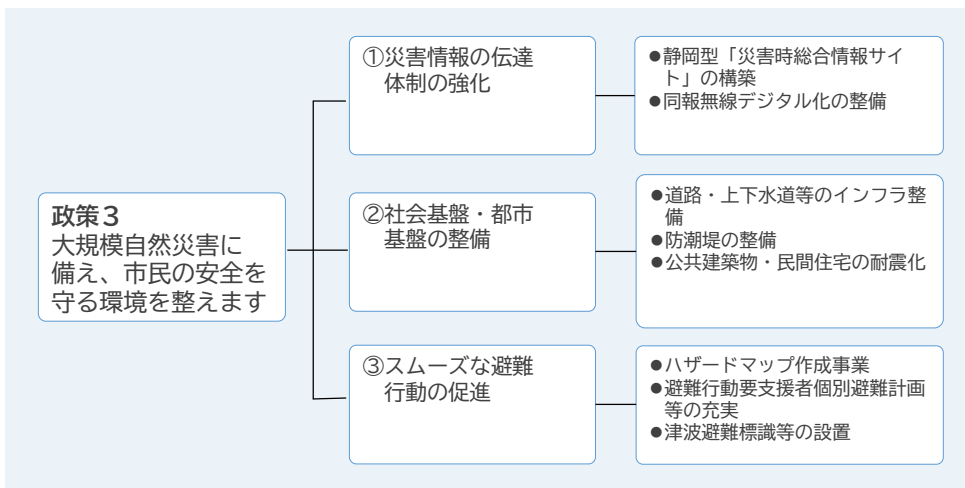 政策3
大規模自然災害に
備え、市民の安全を
守る環境を整えます
①災害情報の伝達
体制の強化
●静岡型「災害時総合情報サイ
ト」の構築
●同報無線デジタル化の整備
②社会基盤・都市
基盤の整備
●道路・上下水道等のインフラ整
備
●防潮堤の整備
●公共建築物・民間住宅の耐震化
③スムーズな避難
行動の促進
●ハザードマップ作成事業
●避難行動要支援者個別避難計画
等の充実
●津波避難標識等の設置